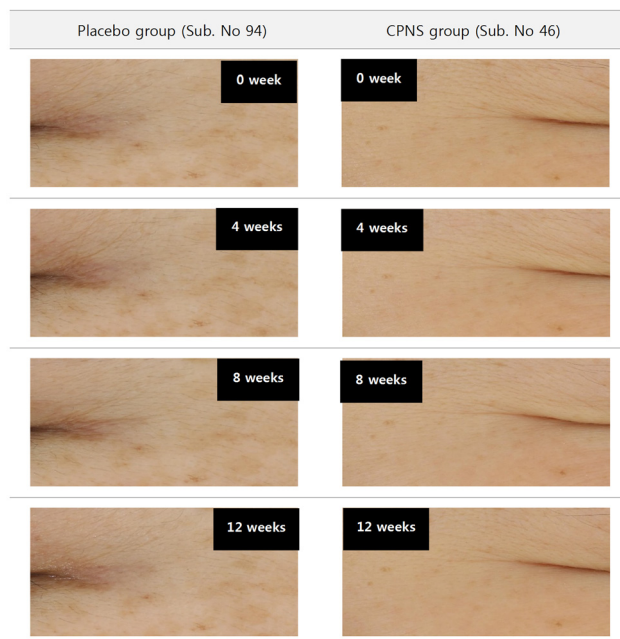 Placebo group (Sub. No 94) CPNS group (Sub. No 46)
0 week 0 week
4 weeks 4 weeks
8 weeks 8 weeks
12 weeks 12 weeks